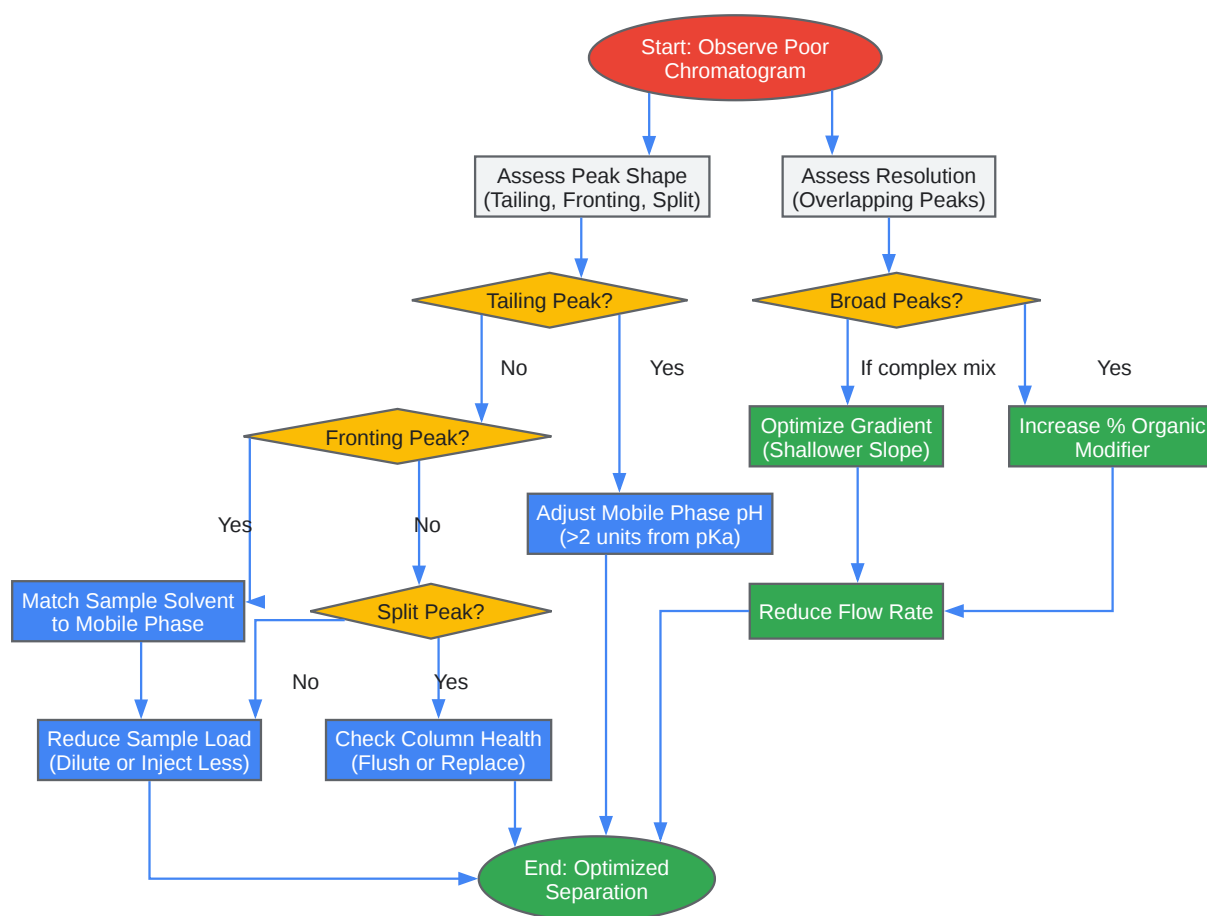 Start: Observe Poor
Chromatogram
Assess Peak Shape
(Tailing, Fronting, Split)
Assess Resolution
(Overlapping Peaks)
Tailing Peak?
Broad Peaks?
No
Yes
If complex mix
Yes
Fronting Peak?
Optimize Gradient
(Shallower Slope)
Increase % Organic
Modifier
Yes
No
Adjust Mobile Phase pH
(>2 units from pKa)
Match Sample Solvent
to Mobile Phase
Split Peak?
Reduce Flow Rate
No
Yes
Reduce Sample Load
(Dilute or Inject Less)
Check Column Health
(Flush or Replace)
End: Optimized
Separation